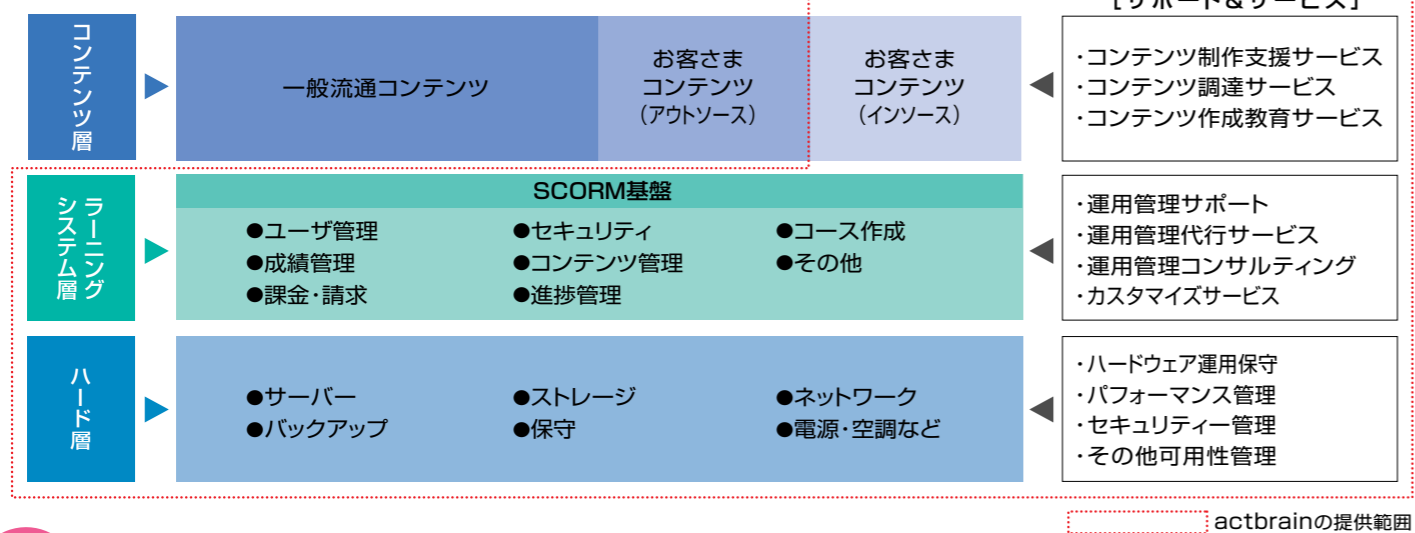 [サポート&サービス]
コンテンツ層
一般流通コンテンツ
お客さま
コンテンツ
(アウトソース)
お客さま
コンテンツ
(インソース)
・コンテンツ制作支援サービス
・コンテンツ調達サービス
・コンテンツ作成教育サービス
ラーニング
システム層
SCORM基盤
●ユーザ管理
●成績管理
●課金・請求
●セキュリティ
●コンテンツ管理
●進捗管理
●コース作成
●その他
・運用管理サポート
・運用管理代行サービス
・運用管理コンサルティング
・カスタマイズサービス
ハード層
●サーバー
●バックアップ
●ストレージ
●保守
●ネットワーク
●電源・空調など
・ハードウェア運用保守
・パフォーマンス管理
・セキュリティー管理
・その他可用性管理
actbrainの提供範囲